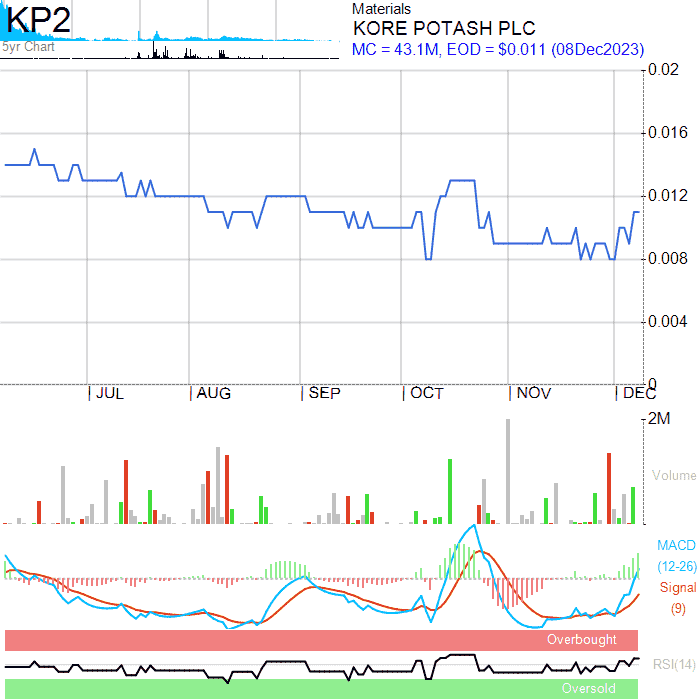 KP2
5yr Chart
Materials
KORE POTASH PLC
MC = 43.1M, EOD = $0.011 (08Dec2023)
0.02
0.016
0.012
0.008
0.004
0
JUL AUG SEP OCT NOV DEC
2M
Volume
MACD
(12-26)
Signal
(9)
Overbought
RSI(14)
Oversold